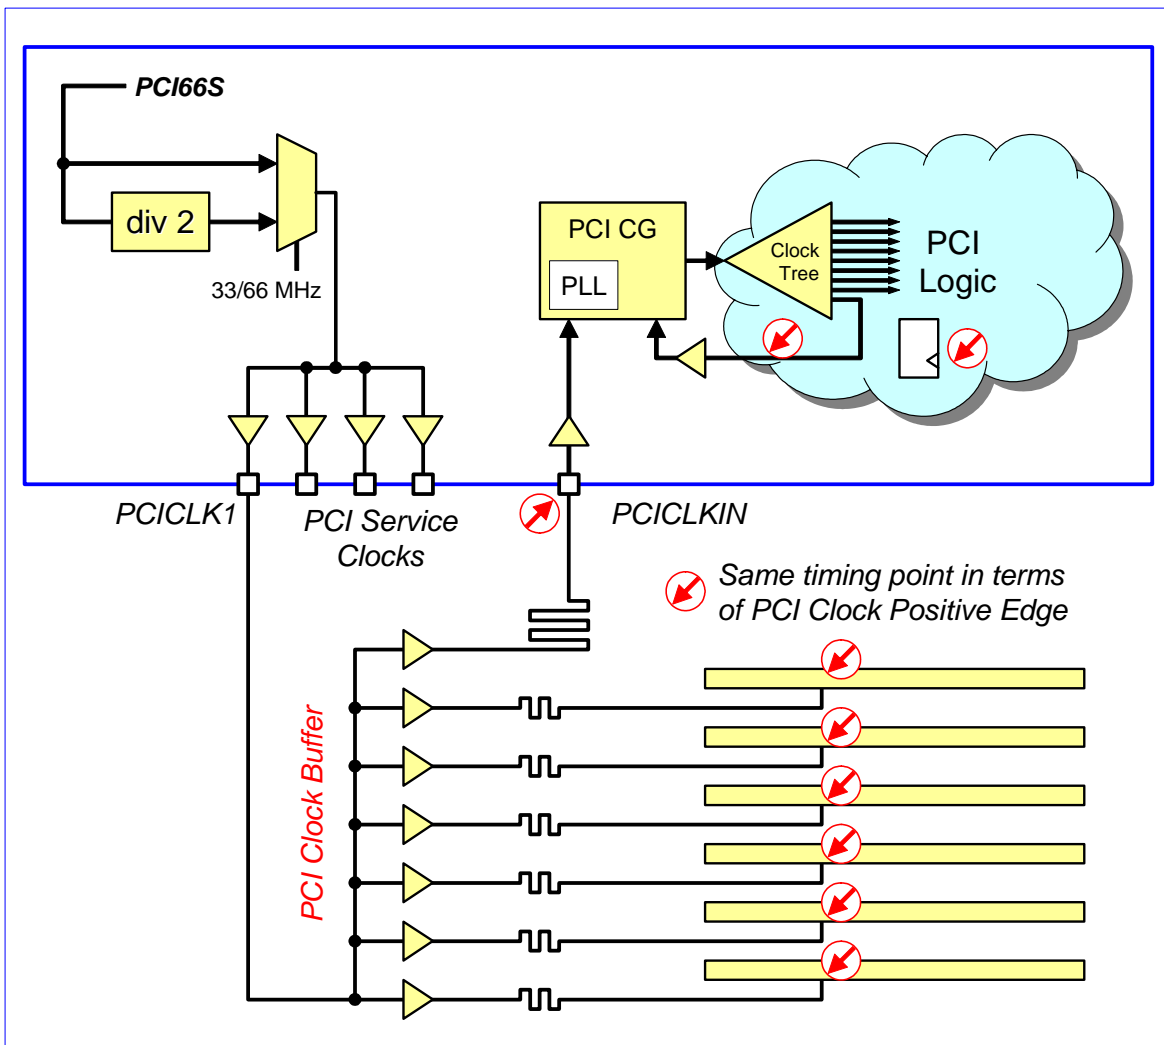 PCI66S
div 2
33/66 MHz
PCI CG
PLL
Clock
Tree
PCI
Logic
PCICLK1
PCI Service
Clocks
PCICLKIN
Same timing point in terms
of PCI Clock Positive Edge
PCI Clock Buffer